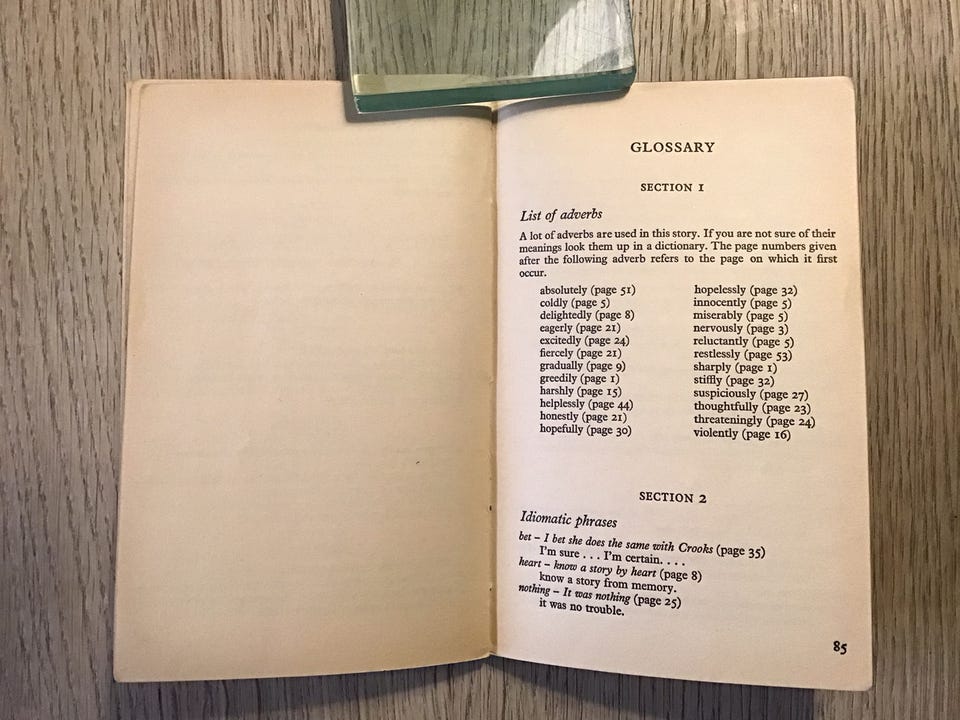 GLOSSARY
SECTION 1
List of adverbs
A lot of adverbs are used in this story. If you are not sure of their
meanings look them up in a dictionary. The page numbers given
after the following adverb refers to the page on which it first
occur.
absolutely (page 51)
coldly (page 5)
delightedly (page 8)
eagerly (page 21)
excitedly (page 24)
fiercely (page 21)
gradually (page 9)
greedily (page 1)
harshly (page 15)
helplessly (page 44)
honestly (page 21)
hopefully (page 30)
hopelessly (page 32)
innocently (page 5)
miserably (page 5)
nervously (page 3)
reluctantly (page 5)
restlessly (page 53)
sharply (page 1)
stiffly (page 32)
suspiciously (page 27)
thoughtfully (page 23)
threateningly (page 24)
violently (page 16)
SECTION 2
Idiomatic phrases
bet – I bet she does the same with Crooks (page 35)
I'm sure . . . I'm certain. . . .
heart – know a story by heart (page 8)
know a story from memory.
nothing – It was nothing (page 25)
it was no trouble.
85